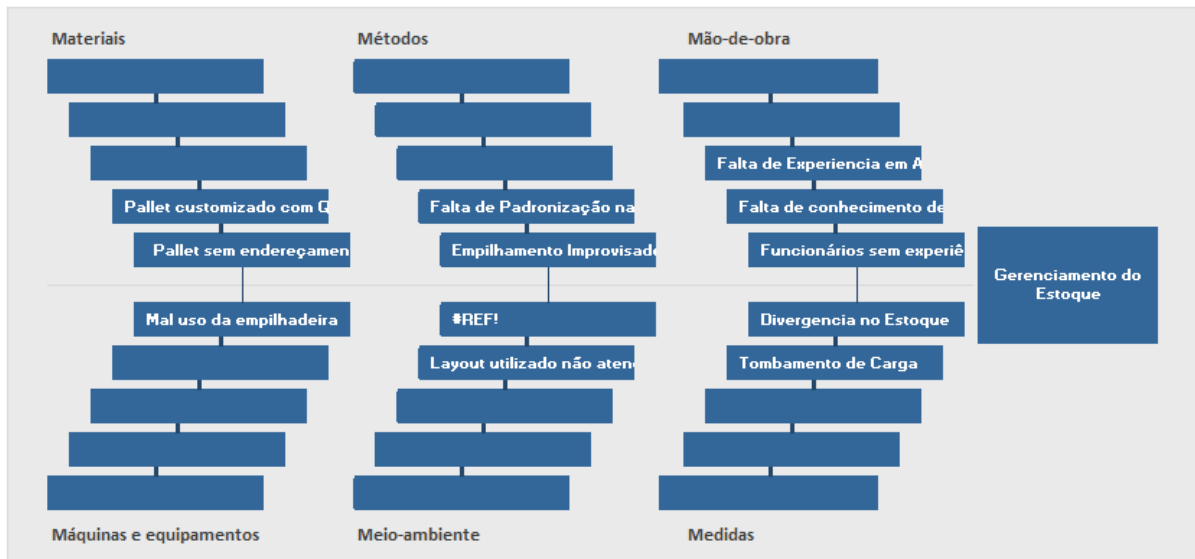 Materiais
Métodos
Mão-de-obra
Falta de Experiencia em A
Pallet customizado com Q
Falta de Padronização na
Falta de conhecimento de
Pallet sem endereçamen
Empilhamento Improvisado
Funcionários sem experiê
Gerenciamento do
Estoque
Mal uso da empilhadeira
#REF!
Divergencia no Estoque
Layout utilizado não aten
Tombamento de Carga
Máquinas e equipamentos
Meio-ambiente
Medidas